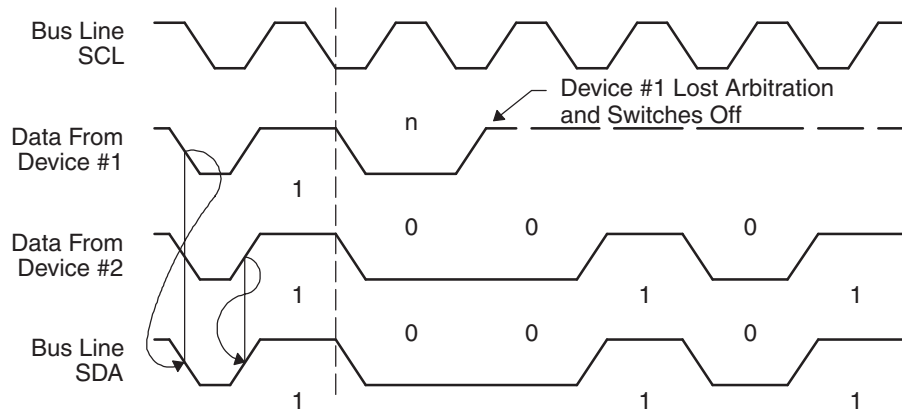 Bus Line
SCL
Device #1 Lost Arbitration
and Switches Off
n
Data From
Device #1
1
0 0 0
Data From
Device #2
1 1 1
0 0 0
Bus Line
SDA
1 1 1